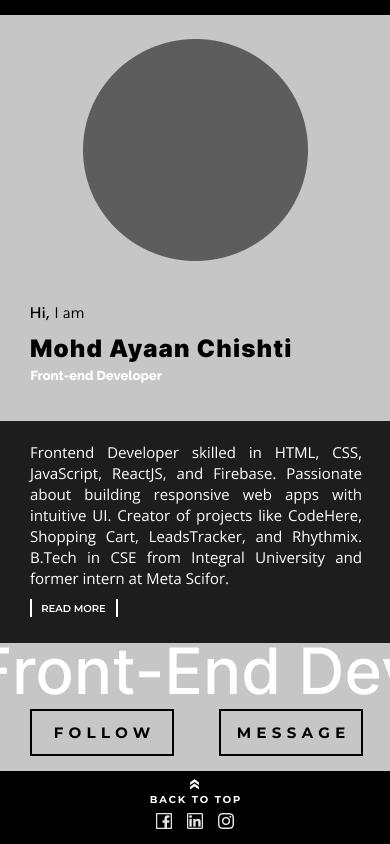 Hi, I am
Mohd Ayaan Chishti
Front-end Developer
Frontend Developer skilled in HTML, CSS,
JavaScript, ReactJS, and Firebase. Passionate
about building responsive web apps with
intuitive UI. Creator of projects like CodeHere,
Shopping Cart, LeadsTracker, and Rhythmix.
B.Tech in CSE from Integral University and
former intern at Meta Scifor.
READ MORE
Front-End Dev
FOLLOW
MESSAGE
BACK TO TOP